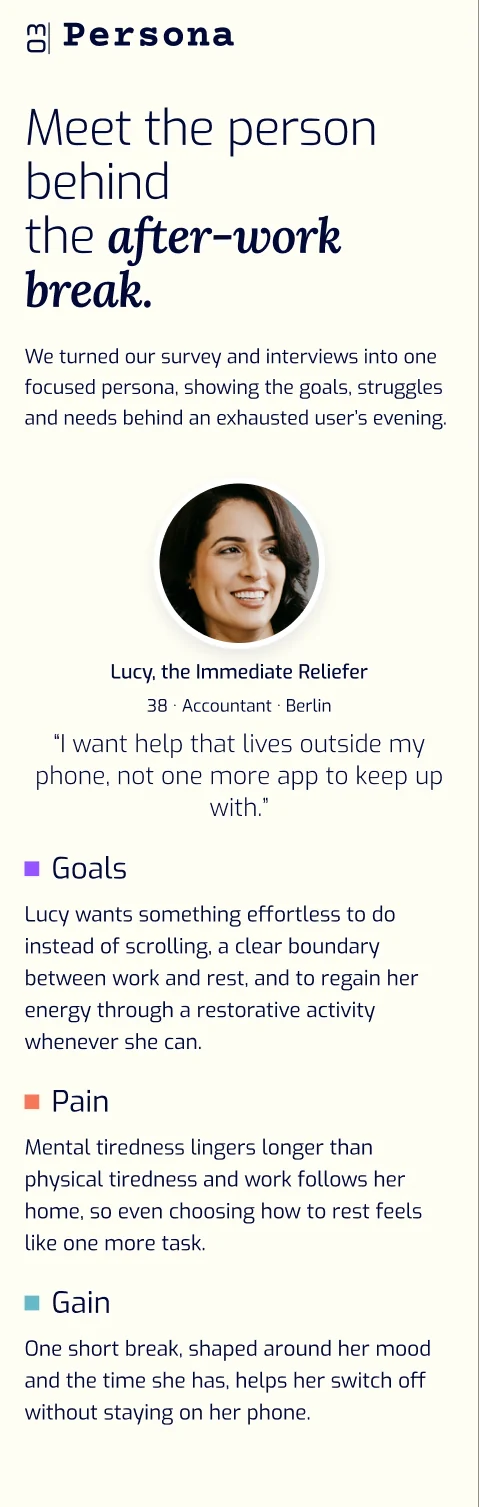 03 Persona
Meet the person
behind
the after-work
break.
We turned our survey and interviews into one
focused persona, showing the goals, struggles
and needs behind an exhausted user's evening.
Lucy, the Immediate Reliefer
38 · Accountant · Berlin
“I want help that lives outside my
phone, not one more app to keep up
with.”
Goals
Lucy wants something effortless to do
instead of scrolling, a clear boundary
between work and rest, and to regain her
energy through a restorative activity
whenever she can.
Pain
Mental tiredness lingers longer than
physical tiredness and work follows her
home, so even choosing how to rest feels
like one more task.
Gain
One short break, shaped around her mood
and the time she has, helps her switch off
without staying on her phone.